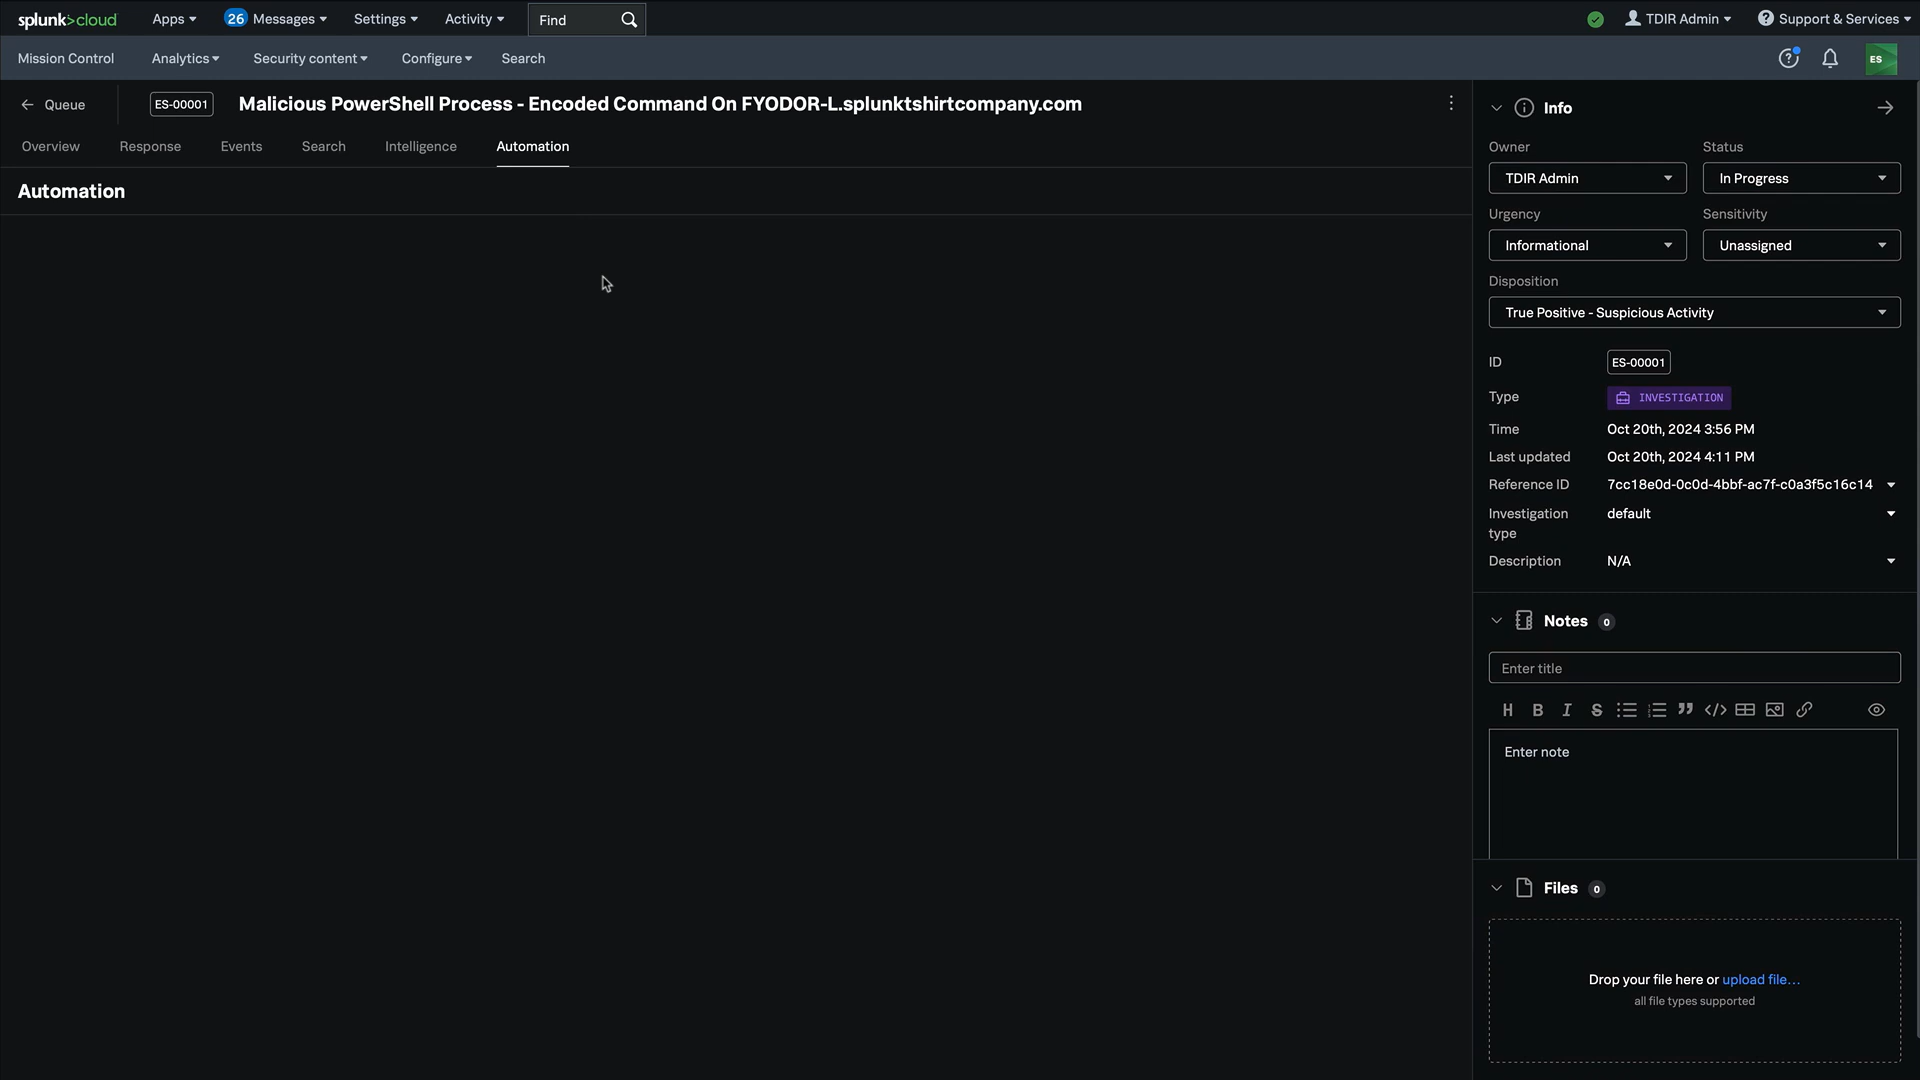 splunk>cloud Apps 26 Messages Settings Activity Find TDIR Admin Support & Services
Mission Control Analytics Security content Configure Search ES
Queue ES-00001 Malicious PowerShell Process - Encoded Command On FYODOR-L.splunktshirtcompany.com
Overview Response Events Search Intelligence Automation
Automation
Info
Owner Status
TDIR Admin In Progress
Urgency Sensitivity
Informational Unassigned
Disposition
True Positive - Suspicious Activity
ID ES-00001
Type INVESTIGATION
Time Oct 20th, 2024 3:56 PM
Last updated Oct 20th, 2024 4:11 PM
Reference ID 7cc18e0d-0c0d-4bbf-ac7f-c0a3f5c16c14
Investigation default
type
Description N/A
Notes 0
Enter title
H B I S
Enter note
Files 0
Drop your file here or upload file...
all file types supported